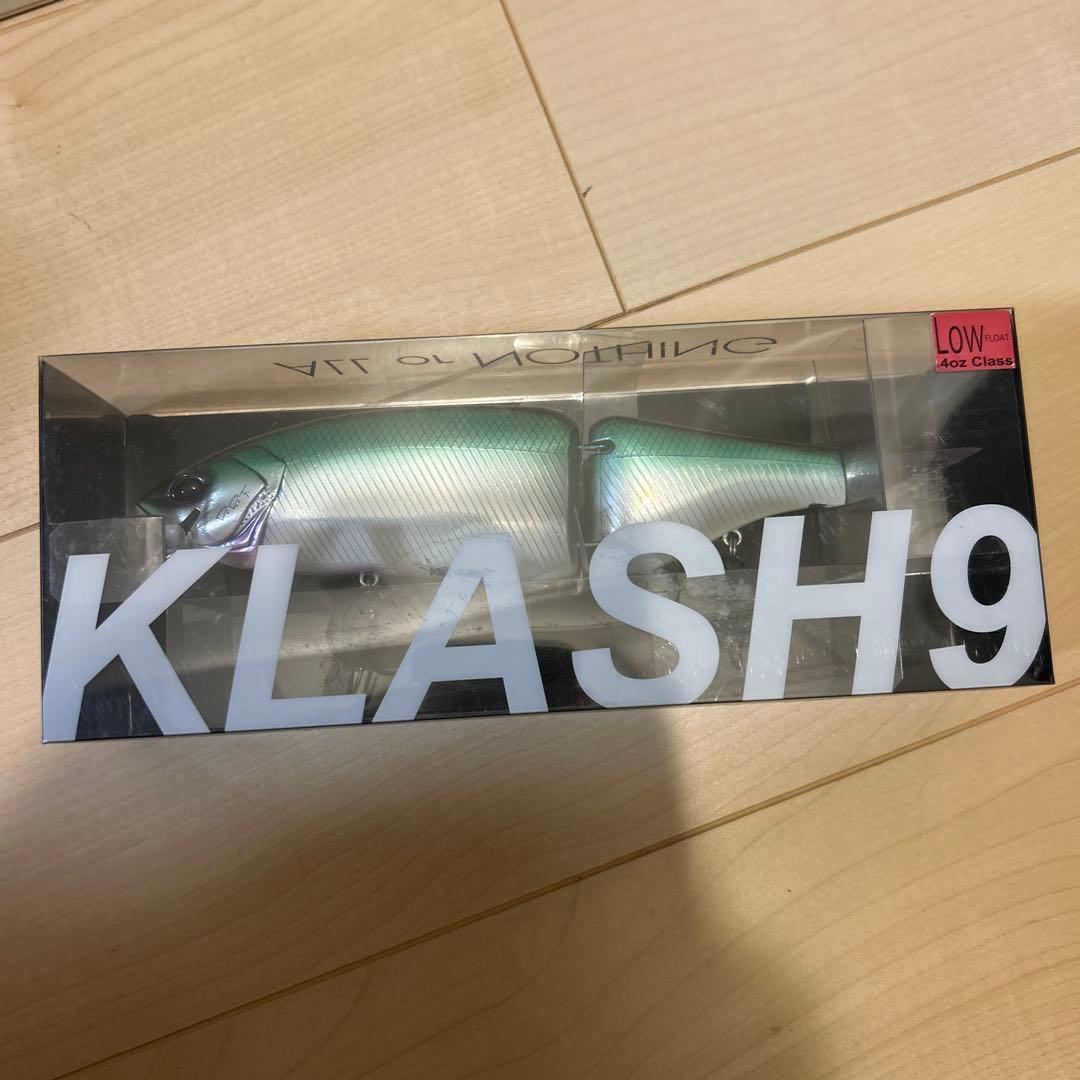 ALL or NOTHING
LOW FLOAT
4oz Class
KLASH9